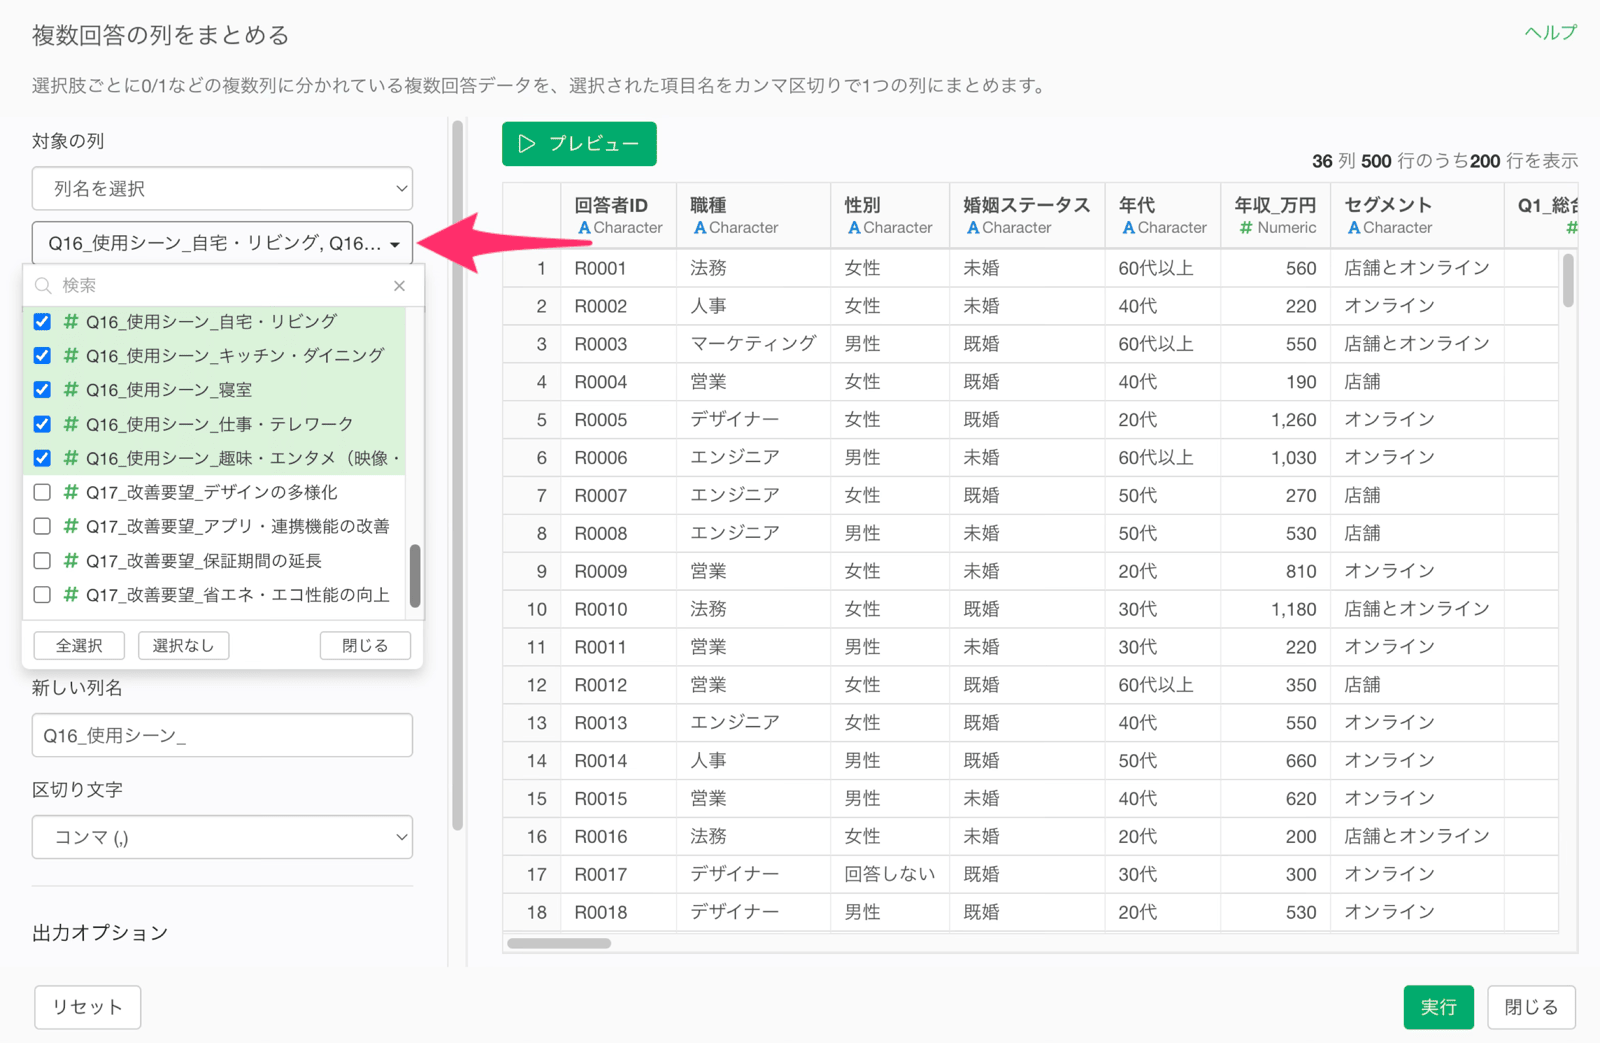 複数回答の列をまとめる
ヘルプ
選択肢ごとに0/1などの複数列に分かれている複数回答データを、選択された項目名をカンマ区切りで1つの列にまとめます。
対象の列
列名を選択
Q16_使用シーン_自宅・リビング, Q16...
検索
Q16_使用シーン_自宅・リビング
Q16_使用シーン_キッチン・ダイニング
Q16_使用シーン_寝室
Q16_使用シーン_仕事・テレワーク
Q16_使用シーン_趣味・エンタメ（映像・
Q17_改善要望_デザインの多様化
Q17_改善要望_アプリ・連携機能の改善
Q17_改善要望_保証期間の延長
Q17_改善要望_省エネ・エコ性能の向上
全選択 選択なし 閉じる
新しい列名
Q16_使用シーン_
区切り文字
コンマ (,)
出力オプション
リセット
プレビュー
36 列 500 行のうち200 行を表示
回答者ID 職種 性別 婚姻ステータス 年代 年収_万円 セグメント Q1_総合
A Character A Character A Character A Character A Character # Numeric A Character #
1 R0001 法務 女性 未婚 60代以上 560 店舗とオンライン
2 R0002 人事 女性 未婚 40代 220 オンライン
3 R0003 マーケティング 男性 既婚 60代以上 550 店舗とオンライン
4 R0004 営業 女性 既婚 40代 190 店舗
5 R0005 デザイナー 女性 既婚 20代 1,260 オンライン
6 R0006 エンジニア 男性 未婚 60代以上 1,030 オンライン
7 R0007 エンジニア 女性 既婚 50代 270 店舗
8 R0008 エンジニア 男性 未婚 50代 530 店舗
9 R0009 営業 女性 未婚 20代 810 オンライン
10 R0010 法務 女性 既婚 30代 1,180 店舗とオンライン
11 R0011 営業 男性 未婚 30代 220 オンライン
12 R0012 営業 女性 既婚 60代以上 350 店舗
13 R0013 エンジニア 女性 既婚 40代 550 オンライン
14 R0014 人事 男性 既婚 50代 660 オンライン
15 R0015 営業 男性 未婚 40代 620 オンライン
16 R0016 法務 女性 未婚 20代 200 店舗とオンライン
17 R0017 デザイナー 回答しない 既婚 30代 300 オンライン
18 R0018 デザイナー 男性 既婚 20代 530 オンライン
実行 閉じる